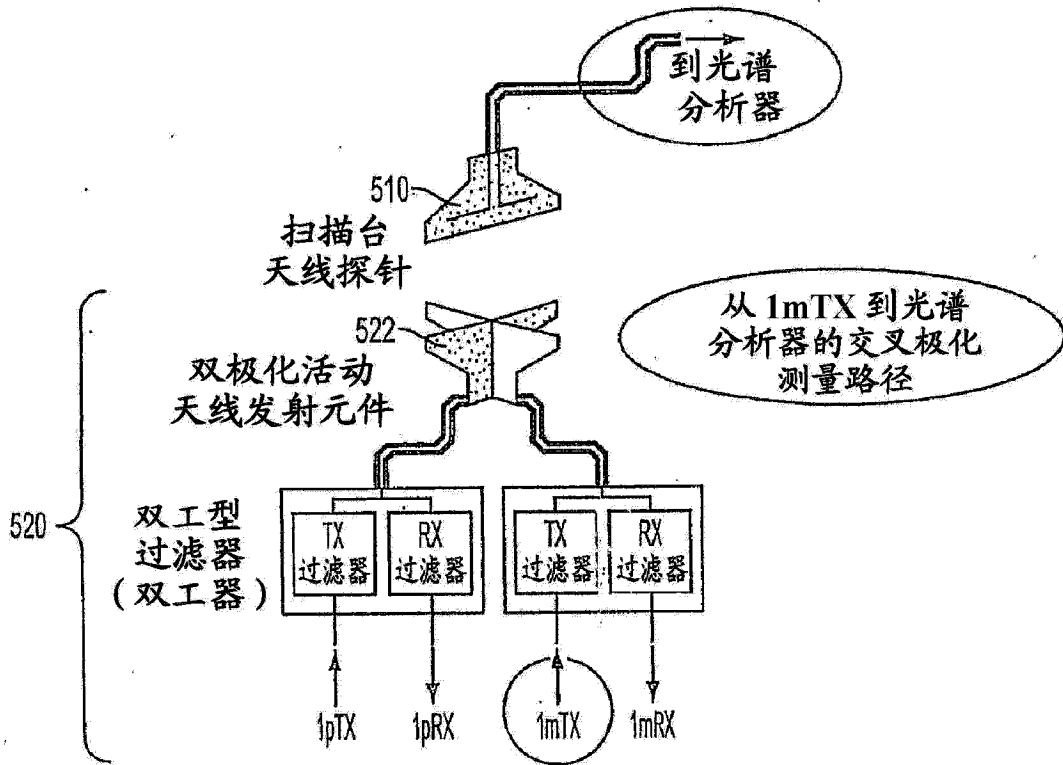 到光谱
分析器
510
扫描台
天线探针
522
双极化活动
天线发射元件
从 1mTX 到光谱
分析器的交叉极化
测量路径
520
双工型
过滤器
(双工器)
TX
过滤器
RX
过滤器
TX
过滤器
RX
过滤器
1pTX
1pRX
1mTX
1mRX